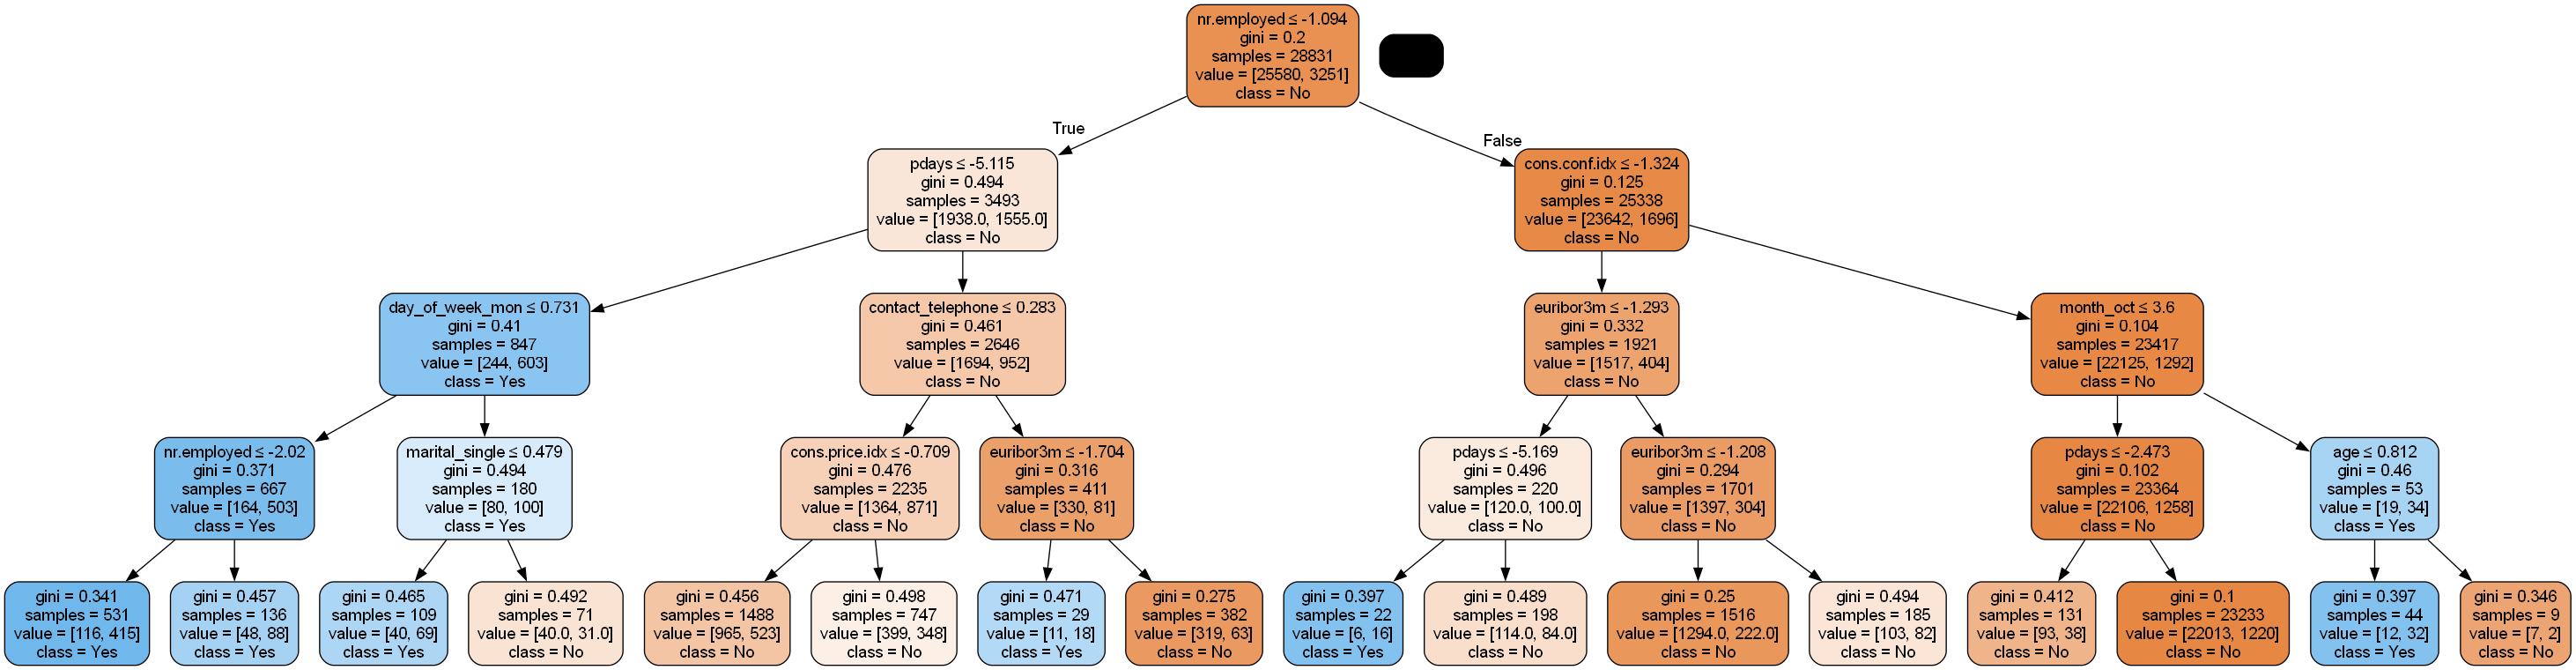 nr.employed ≤ -1.094
gini = 0.2
samples = 28831
value = [25580, 3251]
class = No
True
False
pdays ≤ -5.115
gini = 0.494
samples = 3493
value = [1938.0, 1555.0]
class = No
cons.conf.idx ≤ -1.324
gini = 0.125
samples = 25338
value = [23642, 1696]
class = No
day_of_week_mon ≤ 0.731
gini = 0.41
samples = 847
value = [244, 603]
class = Yes
contact_telephone ≤ 0.283
gini = 0.461
samples = 2646
value = [1694, 952]
class = No
euribor3m ≤ -1.293
gini = 0.332
samples = 1921
value = [1517, 404]
class = No
month_oct ≤ 3.6
gini = 0.104
samples = 23417
value = [22125, 1292]
class = No
nr.employed ≤ -2.02
gini = 0.371
samples = 667
value = [164, 503]
class = Yes
marital_single ≤ 0.479
gini = 0.494
samples = 180
value = [80, 100]
class = Yes
cons.price.idx ≤ -0.709
gini = 0.476
samples = 2235
value = [1364, 871]
class = No
euribor3m ≤ -1.704
gini = 0.316
samples = 411
value = [330, 81]
class = No
pdays ≤ -5.169
gini = 0.496
samples = 220
value = [120.0, 100.0]
class = No
euribor3m ≤ -1.208
gini = 0.294
samples = 1701
value = [1397, 304]
class = No
pdays ≤ -2.473
gini = 0.102
samples = 23364
value = [22106, 1258]
class = No
age ≤ 0.812
gini = 0.46
samples = 53
value = [19, 34]
class = Yes
gini = 0.341
samples = 531
value = [116, 415]
class = Yes
gini = 0.457
samples = 136
value = [48, 88]
class = Yes
gini = 0.465
samples = 109
value = [40, 69]
class = Yes
gini = 0.492
samples = 71
value = [40.0, 31.0]
class = No
gini = 0.456
samples = 1488
value = [965, 523]
class = No
gini = 0.498
samples = 747
value = [399, 348]
class = No
gini = 0.471
samples = 29
value = [11, 18]
class = Yes
gini = 0.275
samples = 382
value = [319, 63]
class = No
gini = 0.397
samples = 22
value = [6, 16]
class = Yes
gini = 0.489
samples = 198
value = [114.0, 84.0]
class = No
gini = 0.25
samples = 1516
value = [1294.0, 222.0]
class = No
gini = 0.494
samples = 185
value = [103, 82]
class = No
gini = 0.412
samples = 131
value = [93, 38]
class = No
gini = 0.1
samples = 23233
value = [22013, 1220]
class = No
gini = 0.397
samples = 44
value = [12, 32]
class = Yes
gini = 0.346
samples = 9
value = [7, 2]
class = No